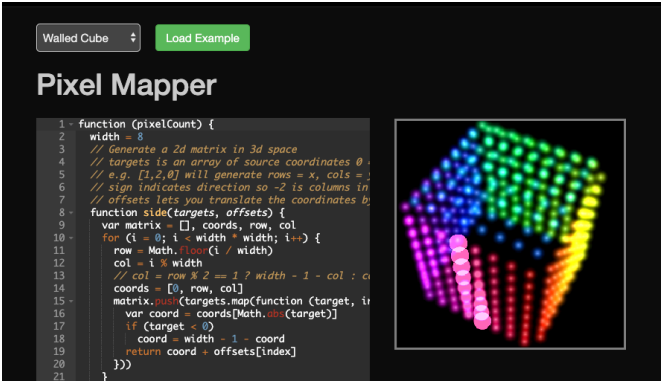 Walled Cube
Load Example
Pixel Mapper
1 function (pixelCount) {
2 width = 8
3 // Generate a 2d matrix in 3d space
4 // targets is an array of source coordinates 0
5 // e.g. [1,2,0] will generate rows = x, cols =
6 // sign indicates direction so -2 is columns in
7 // offsets lets you translate the coordinates by
8 function side(targets, offsets) {
9 var matrix = [], coords, row, col
10 for (i = 0; i < width * width; i++) {
11 row = Math.floor(i / width)
12 col = i % width
13 // col = row % 2 == 1 ? width - 1 - col :
14 coords = [0, row, col]
15 matrix.push(targets.map(function (target,
16 var coord = coords[Math.abs(target)]
17 if (target < 0)
18 coord = width - 1 - coord
19 return coord + offsets[index]
20 }))
21 }